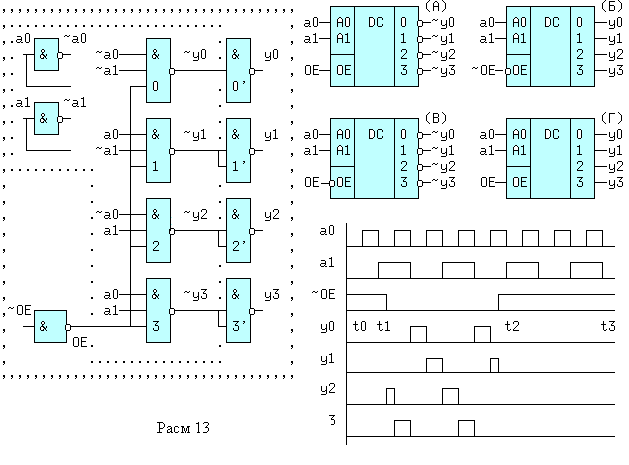 a0 ~a0
&
a1 ~a1
&
~a0 & ~y0 & y0
~a1
0 0'
a0 & ~y1 & y1
~a1
1 1'
~a0 & ~y2 & y2
a1
2 2'
a0 & ~y3 & y3
a1
3 3'
~OE &
OE.
Расм 13
(А)
a0 A0 DC 0 ~y0
a1 A1 1 ~y1
2 ~y2
OE OE 3 ~y3
(Б)
a0 A0 DC 0 y0
a1 A1 1 y1
2 y2
~OE OE 3 y3
(В)
a0 A0 DC 0 ~y0
a1 A1 1 ~y1
2 ~y2
OE OE 3 ~y3
(Г)
a0 A0 DC 0 y0
a1 A1 1 y1
2 y2
OE OE 3 y3
a0
a1
~OE
y0 t0 t1 t2 t3
y1
y2
3